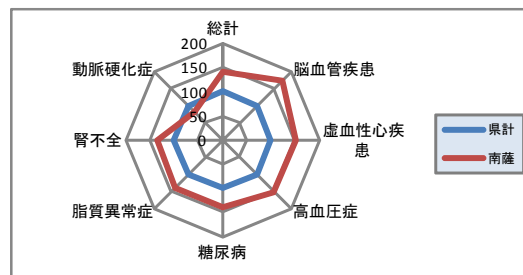 総計
200
150
100
50
0
脳血管疾患
虚血性心疾
患
高血圧症
糖尿病
脂質異常症
腎不全
動脈硬化症
県計
南薩